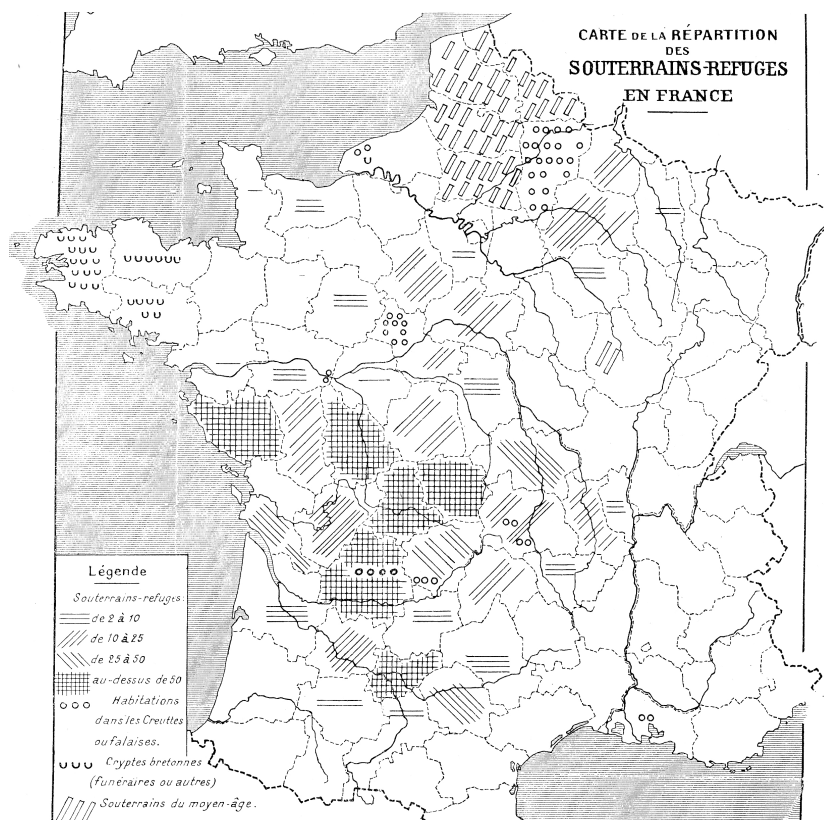 CARTE DE LA RÉPARTITION
DES
SOUTERRAINS-REFUGES
EN FRANCE
Légende
Souterrains-refuges:
de 2 à 10
de 10 à 25
de 25 à 50
au-dessus de 50
Habitations
dans les Creuttes
ou falaises.
Cryptes bretonnes
(funéraires ou autres)
Souterrains du moyen-âge.